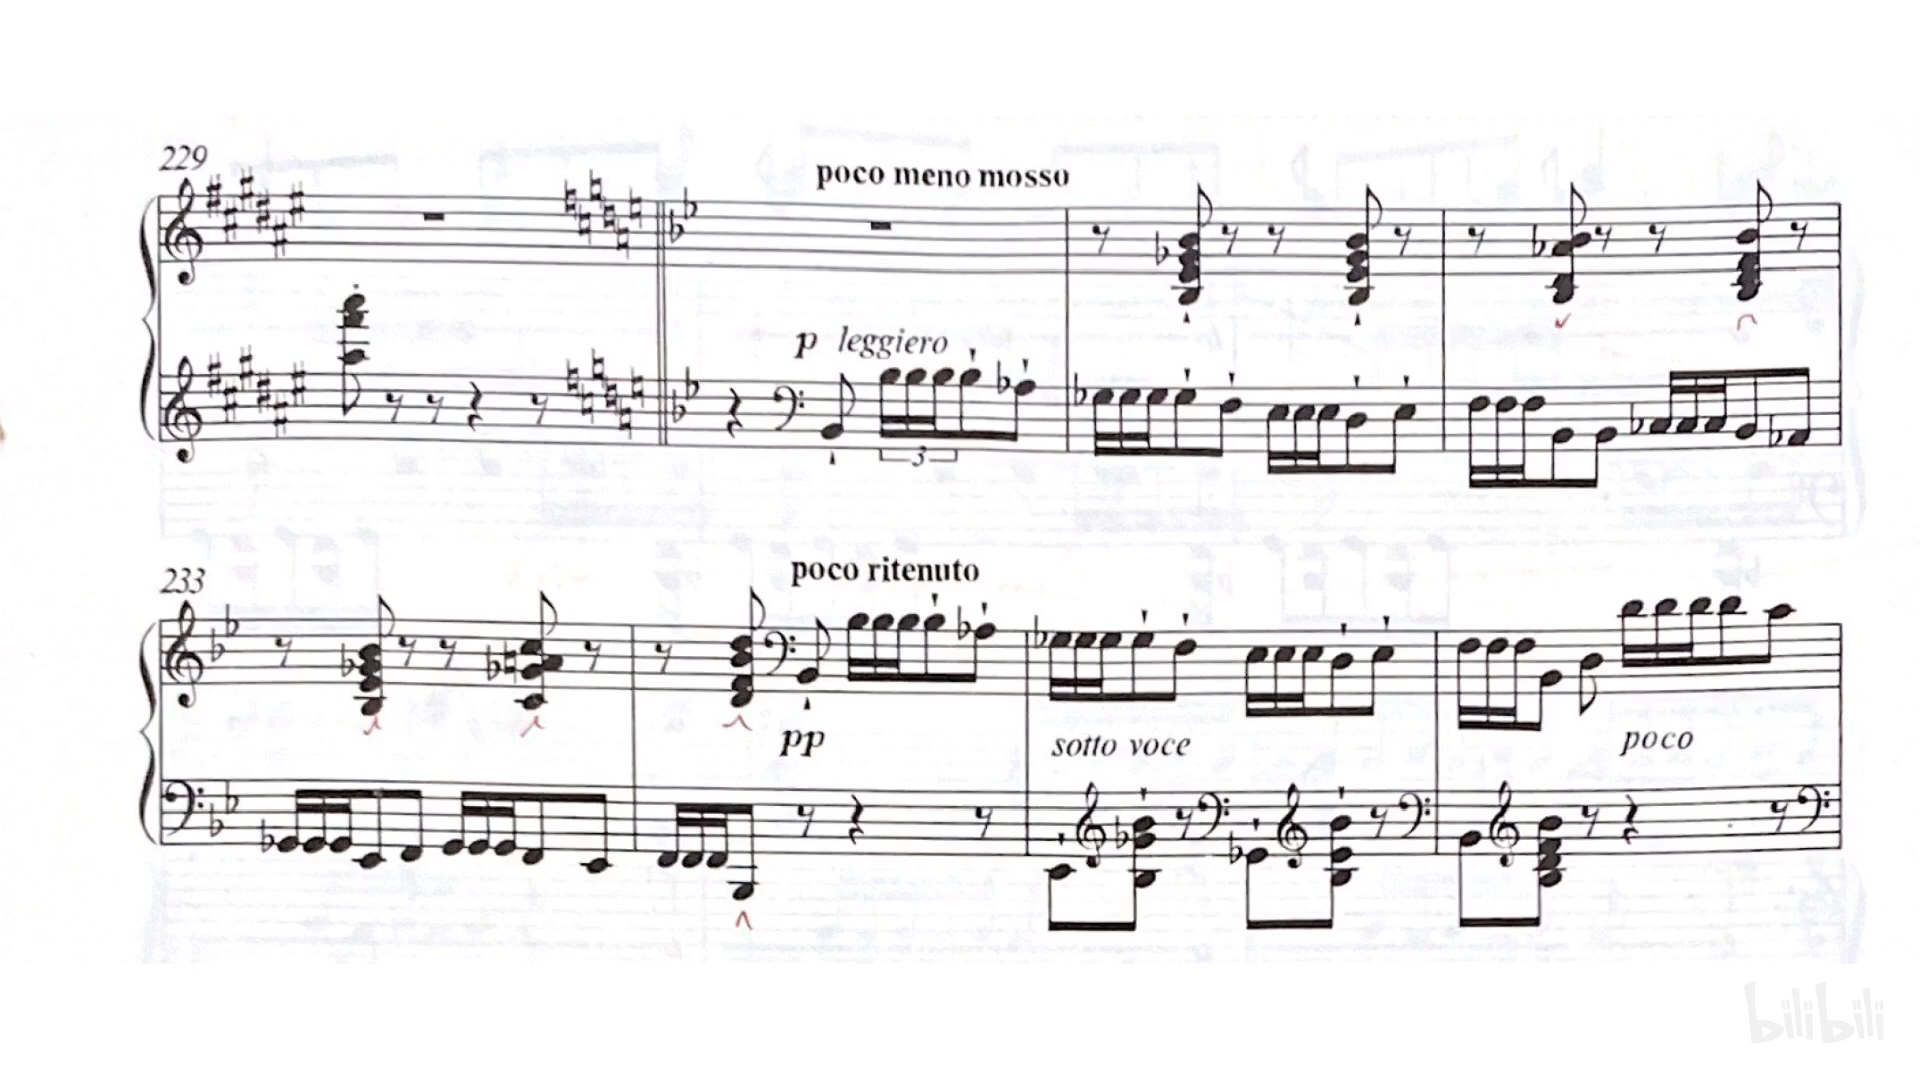 229
poco meno mosso
p leggiero
3
233
poco ritenuto
pp
sotto voce
poco
bilibili